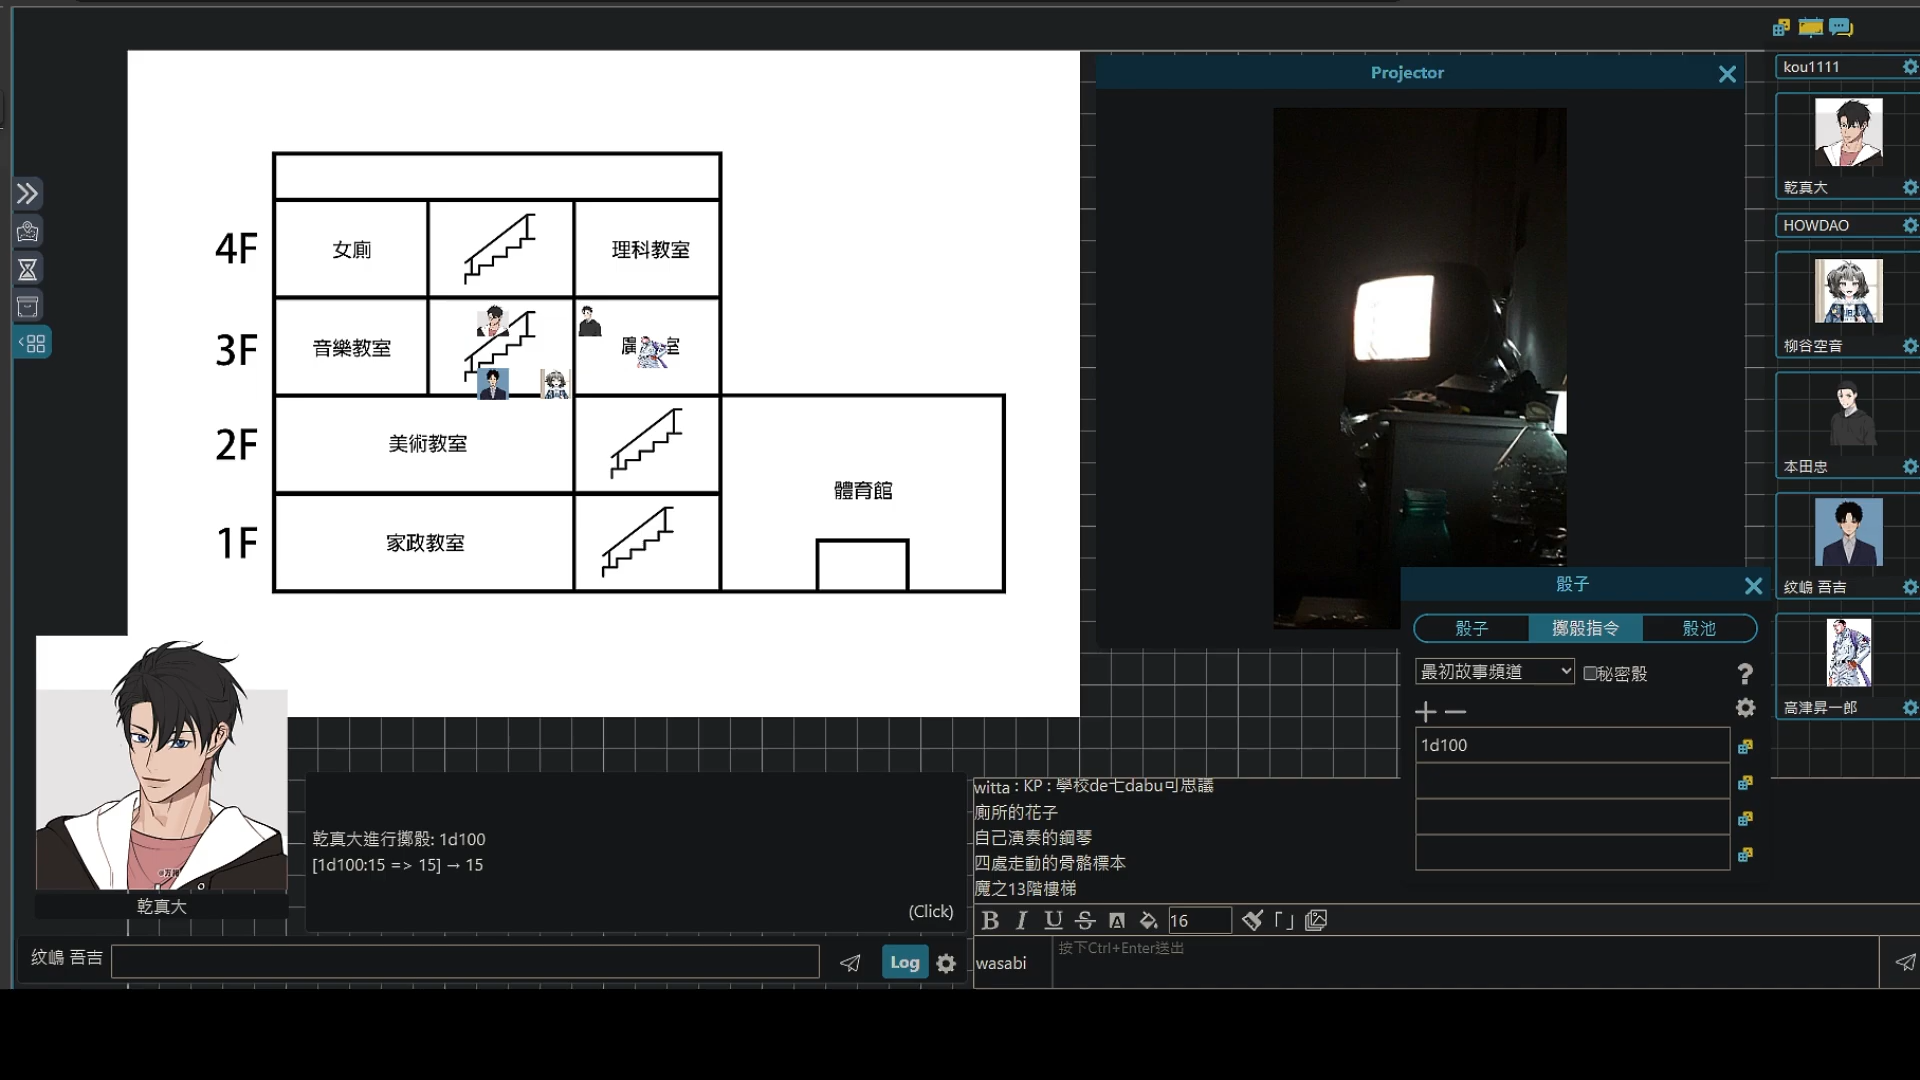 Projector
kou1111
乾真大
HOWDAO
柳谷空音
本田忠
纹嶋 吾吉
高津昇一郎
4F
女廁
理科教室
3F
音樂教室
室
2F
美術教室
1F
家政教室
體育館
骰子
骰子
擲骰指令
骰池
最初故事頻道
秘密骰
?
1d100
乾真大
乾真大進行擲骰: 1d100
[1d100:15 => 15] → 15
(Click)
纹嶋 吾吉
Log
witta : KP : 學校de七dabu可思議
廁所的花子
自己演奏的鋼琴
四處走動的骨骼標本
魔之13階樓梯
B I U S A 16 「」
wasabi
按下Ctrl+Enter送出